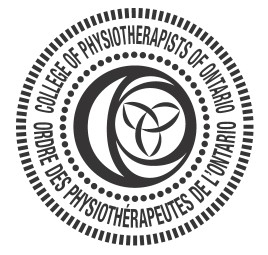 COLLEGE OF PHYSIOTHERAPISTS OF ONTARIO
ORDRE DES PHYSIOTHÉRAPEUTES DE L'ONTARIO